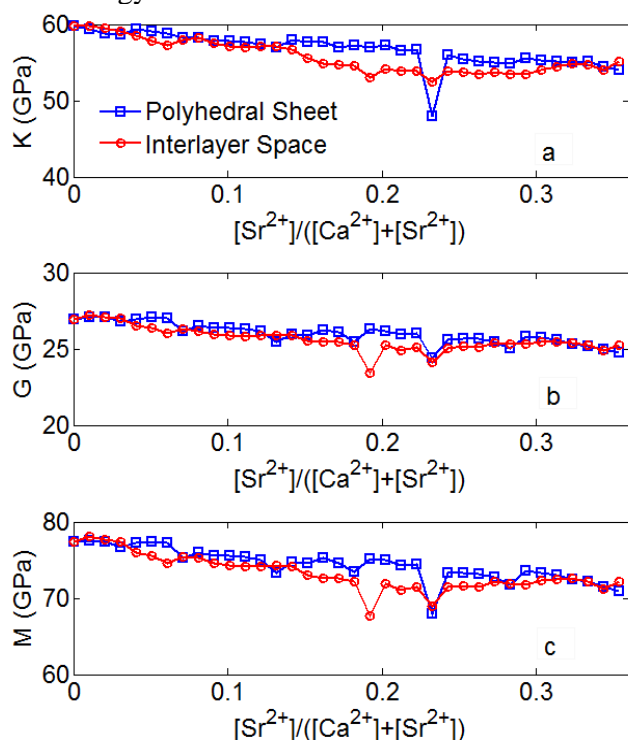 60
50
40
K (GPa)
Polyhedral Sheet
Interlayer Space
a
0 0.1 0.2 0.3
[Sr²⁺]/([Ca²⁺]+[Sr²⁺])
30
25
20
G (GPa)
b
0 0.1 0.2 0.3
[Sr²⁺]/([Ca²⁺]+[Sr²⁺])
80
70
60
M (GPa)
c
0 0.1 0.2 0.3
[Sr²⁺]/([Ca²⁺]+[Sr²⁺])